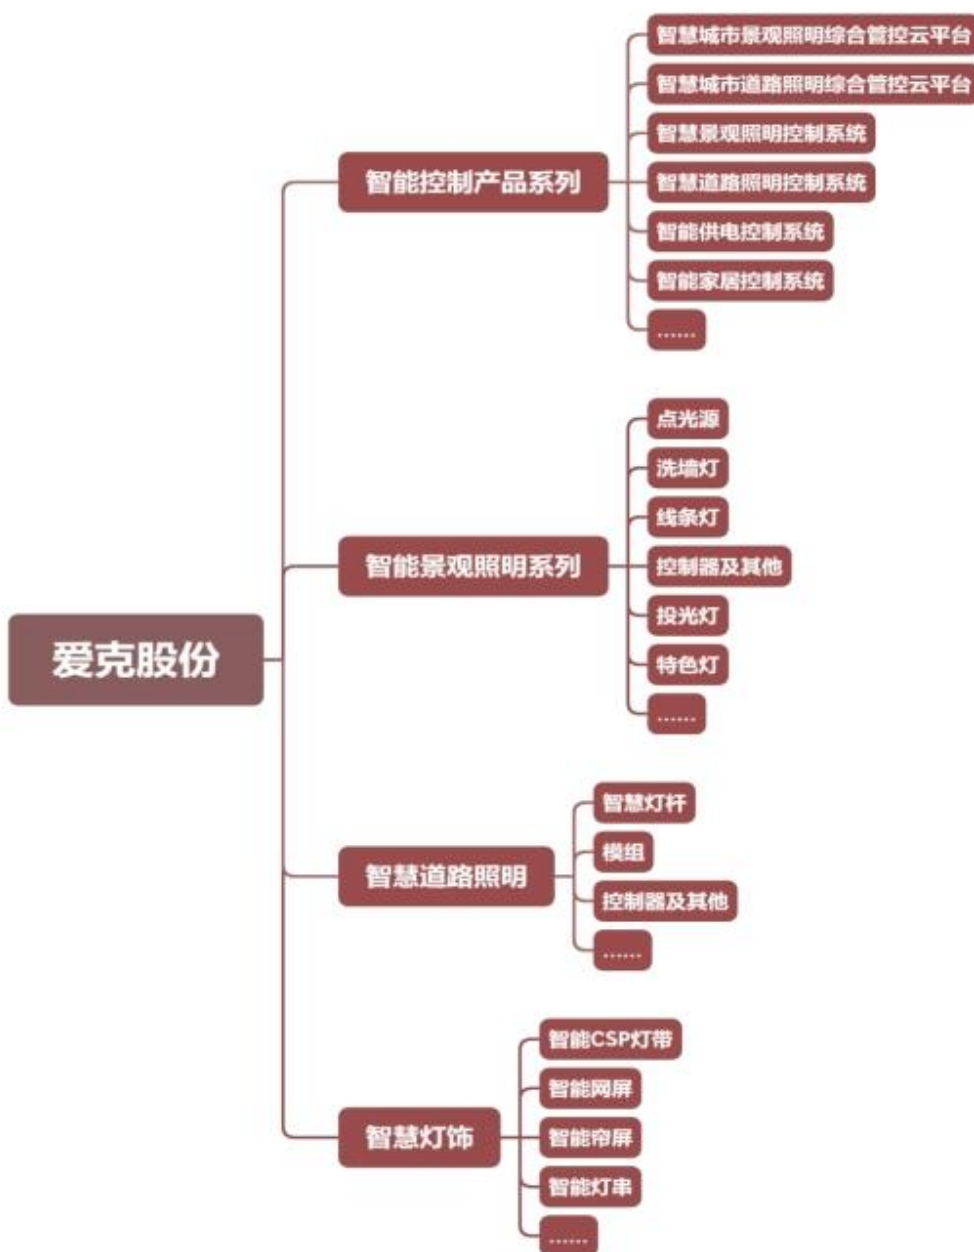 智慧城市景观照明综合管控云平台
智慧城市道路照明综合管控云平台
智慧景观照明控制系统
智能控制产品系列
智慧道路照明控制系统
智能供电控制系统
智能家居控制系统
......
点光源
洗墙灯
线条灯
智能景观照明系列
控制器及其他
投光灯
爱克股份
特色灯
......
智慧灯杆
模组
智慧道路照明
控制器及其他
......
智能CSP灯带
智能网屏
智慧灯饰
智能帘屏
智能灯串
......